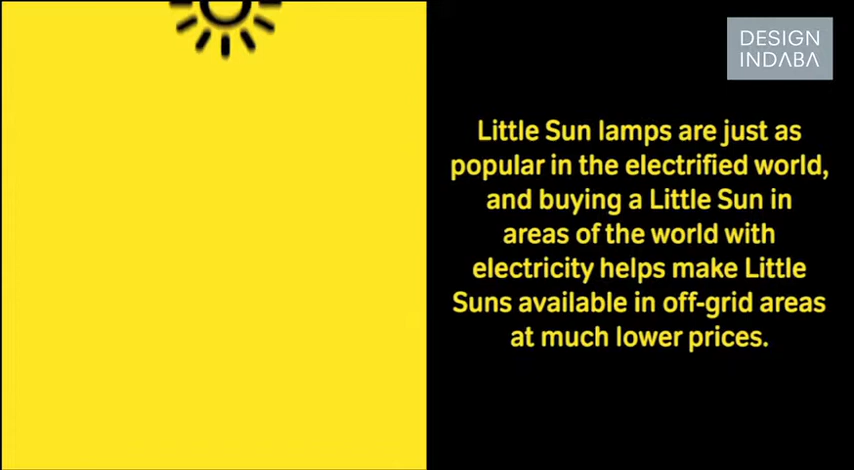 DESIGN
INDABA
Little Sun lamps are just as
popular in the electrified world,
and buying a Little Sun in
areas of the world with
electricity helps make Little
Suns available in off-grid areas
at much lower prices.